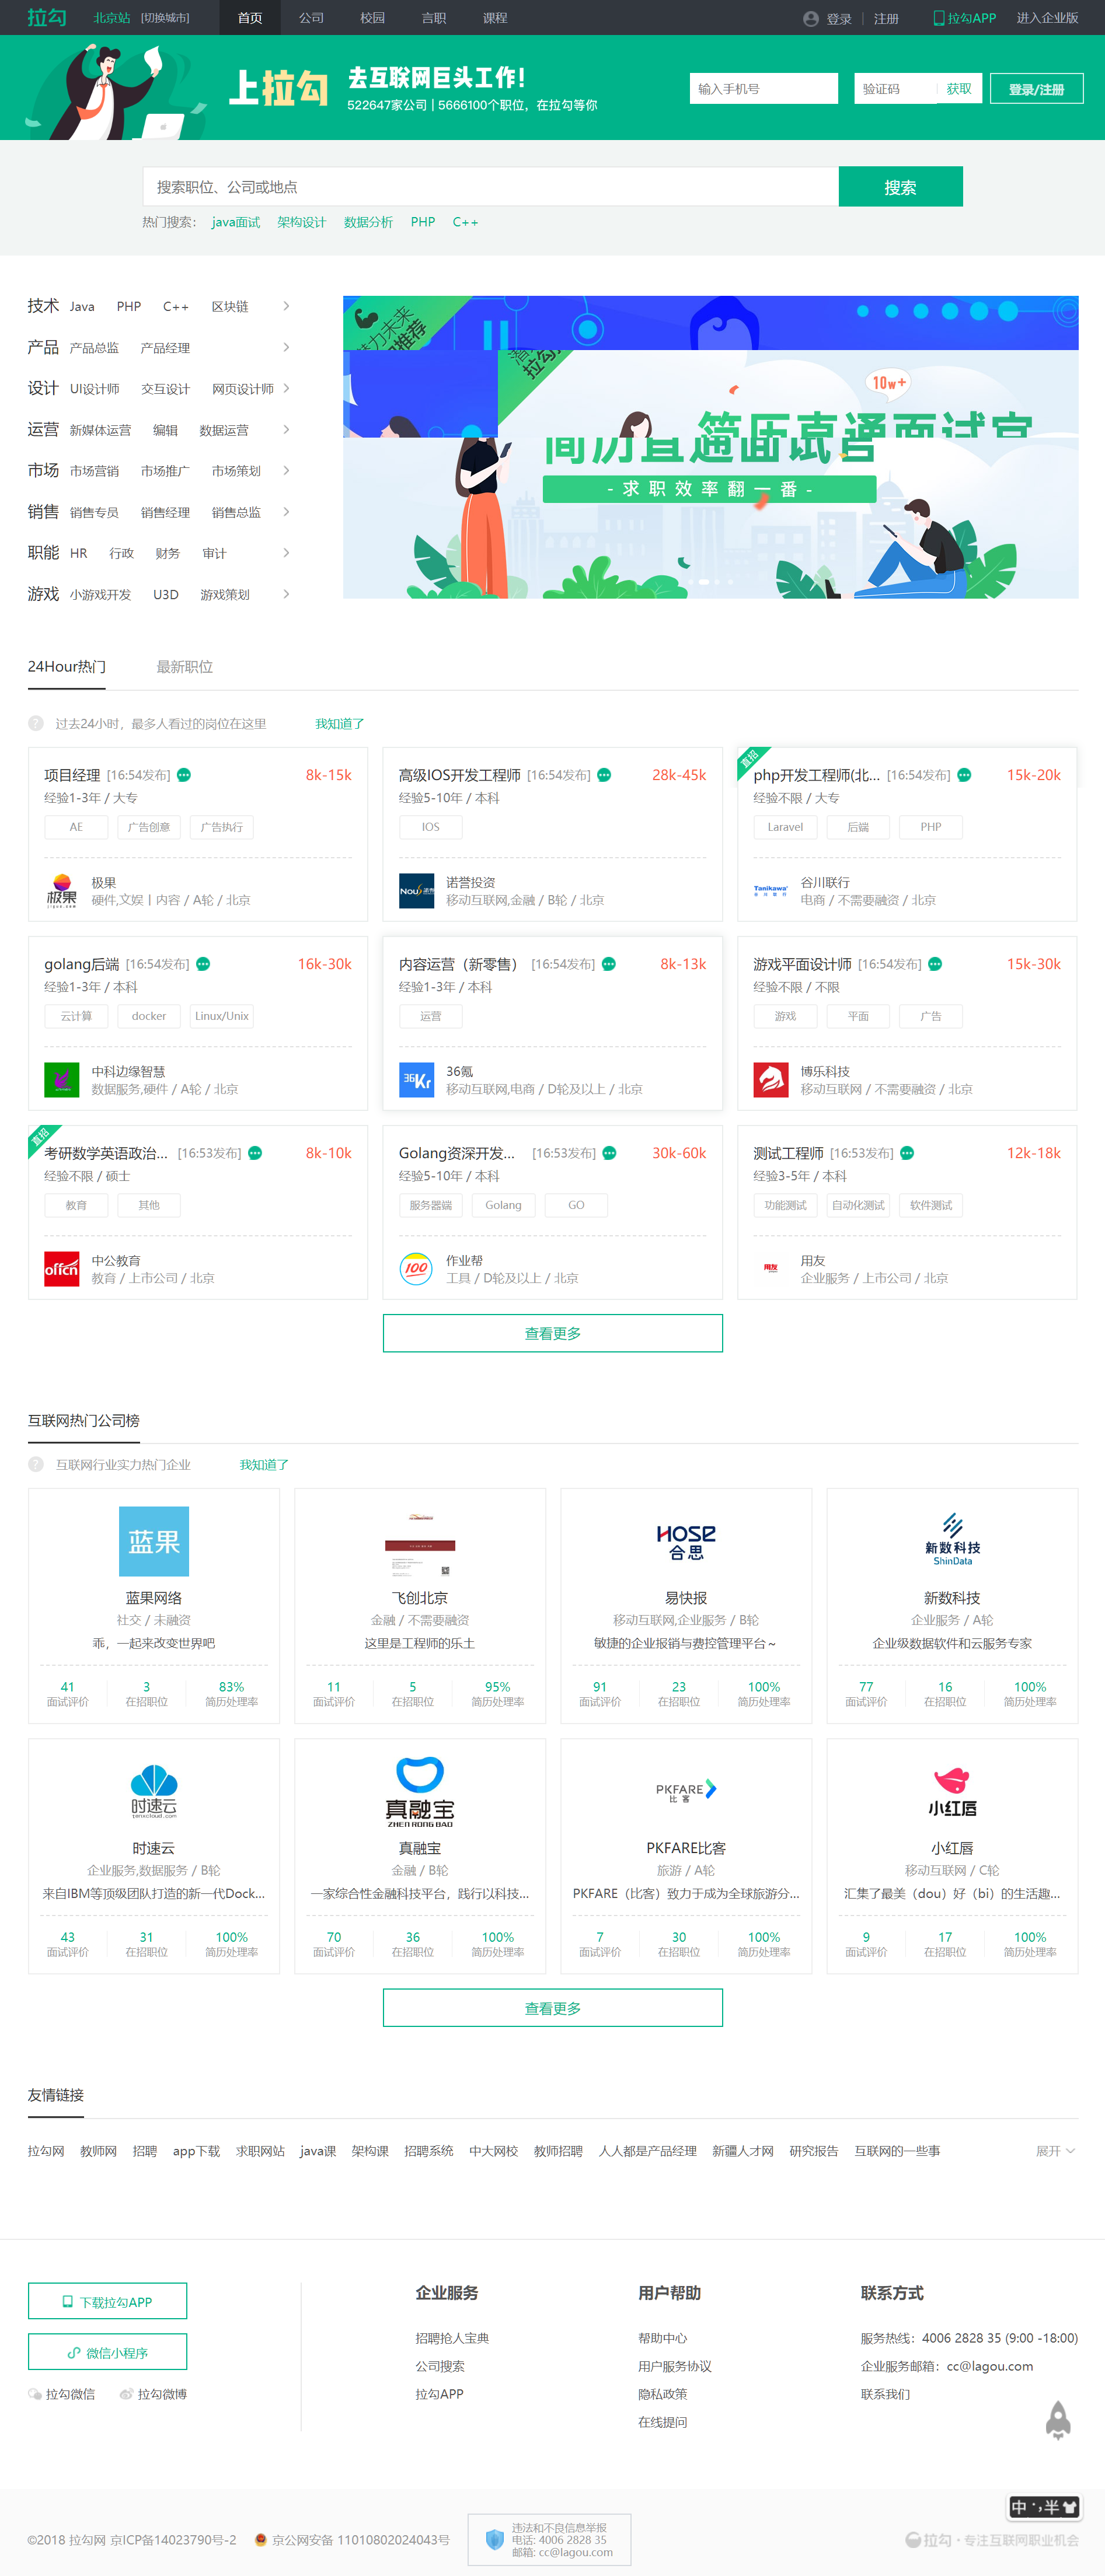 拉勾 北京站 [切换城市] 首页 公司 校园 言职 课程 登录 注册 拉勾APP 进入企业版
上拉勾 去互联网巨头工作!
522647家公司 | 5666100个职位，在拉勾等你
输入手机号 验证码 获取 登录/注册
搜索职位、公司或地点 搜索
热门搜索： java面试 架构设计 数据分析 PHP C++
技术 Java PHP C++ 区块链
产品 产品总监 产品经理
设计 UI设计师 交互设计 网页设计师
运营 新媒体运营 编辑 数据运营
市场 市场营销 市场推广 市场策划
销售 销售专员 销售经理 销售总监
职能 HR 行政 财务 审计
游戏 小游戏开发 U3D 游戏策划
10w+
简历直通面试官
- 求职效率翻一番 -
24Hour热门 最新职位
过去24小时，最多人看过的岗位在这里 我知道了
项目经理 [16:54发布] 8k-15k
经验1-3年 / 大专
AE 广告创意 广告执行
极果
硬件,文娱丨内容 / A轮 / 北京
高级IOS开发工程师 [16:54发布] 28k-45k
经验5-10年 / 本科
IOS
诺誉投资
移动互联网,金融 / B轮 / 北京
直招
php开发工程师(北... [16:54发布] 15k-20k
经验不限 / 大专
Laravel 后端 PHP
Tanikawa
谷川联行
电商 / 不需要融资 / 北京
golang后端 [16:54发布] 16k-30k
经验1-3年 / 本科
云计算 docker Linux/Unix
中科边缘智慧
数据服务,硬件 / A轮 / 北京
内容运营（新零售） [16:54发布] 8k-13k
经验1-3年 / 本科
运营
36Kr
36氪
移动互联网,电商 / D轮及以上 / 北京
游戏平面设计师 [16:54发布] 15k-30k
经验不限 / 不限
游戏 平面 广告
博乐科技
移动互联网 / 不需要融资 / 北京
直招
考研数学英语政治... [16:53发布] 8k-10k
经验不限 / 硕士
教育 其他
offcn
中公教育
教育 / 上市公司 / 北京
Golang资深开发... [16:53发布] 30k-60k
经验5-10年 / 本科
服务器端 Golang GO
100
作业帮
工具 / D轮及以上 / 北京
测试工程师 [16:53发布] 12k-18k
经验3-5年 / 本科
功能测试 自动化测试 软件测试
用友
用友
企业服务 / 上市公司 / 北京
查看更多
互联网热门公司榜
互联网行业实力热门企业 我知道了
蓝果
蓝果网络
社交 / 未融资
乖，一起来改变世界吧
41 3 83%
面试评价 在招职位 简历处理率
飞创北京
金融 / 不需要融资
这里是工程师的乐土
11 5 95%
面试评价 在招职位 简历处理率
HOSE
合思
易快报
移动互联网,企业服务 / B轮
敏捷的企业报销与费控管理平台~
91 23 100%
面试评价 在招职位 简历处理率
新数科技
ShinData
新数科技
企业服务 / A轮
企业级数据软件和云服务专家
77 16 100%
面试评价 在招职位 简历处理率
时速云
tenxcloud.com
时速云
企业服务,数据服务 / B轮
来自IBM等顶级团队打造的新一代Dock...
43 31 100%
面试评价 在招职位 简历处理率
真融宝
ZHEN RONG BAO
真融宝
金融 / B轮
一家综合性金融科技平台，践行以科技...
70 36 100%
面试评价 在招职位 简历处理率
PKFARE
比客
PKFARE比客
旅游 / A轮
PKFARE（比客）致力于成为全球旅游分...
7 30 100%
面试评价 在招职位 简历处理率
小红唇
小红唇
移动互联网 / C轮
汇集了最美（dou）好（bi）的生活趣...
9 17 100%
面试评价 在招职位 简历处理率
查看更多
友情链接
拉勾网 教师网 招聘 app下载 求职网站 java课 架构课 招聘系统 中大网校 教师招聘 人人都是产品经理 新疆人才网 研究报告 互联网的一些事 展开
下载拉勾APP
微信小程序
拉勾微信 拉勾微博
企业服务
招聘抢人宝典
公司搜索
拉勾APP
用户帮助
帮助中心
用户服务协议
隐私政策
在线提问
联系方式
服务热线：4006 2828 35 (9:00 -18:00)
企业服务邮箱：cc@lagou.com
联系我们
中 半
©2018 拉勾网 京ICP备14023790号-2 京公网安备 11010802024043号
违法和不良信息举报
电话: 4006 2828 35
邮箱: cc@lagou.com
拉勾·专注互联网职业机会